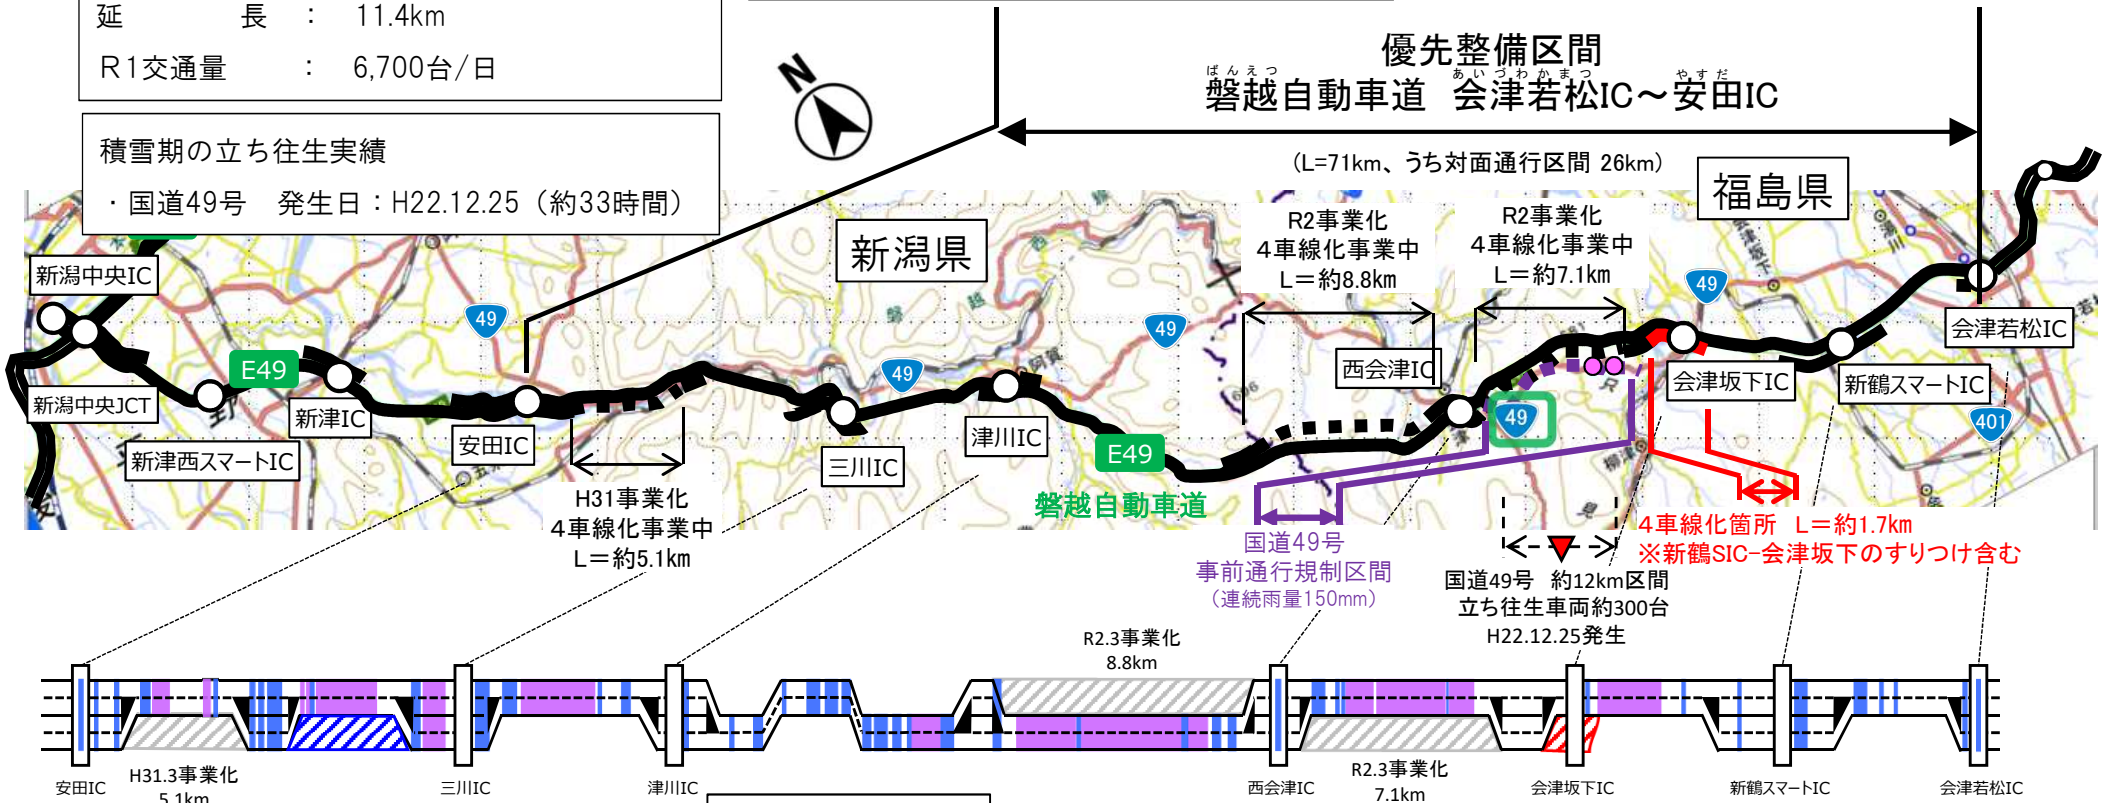 延　　　長　：　11.4km
R1交通量　　：　6,700台/日
積雪期の立ち往生実績
・国道49号　発生日：H22.12.25（約33時間）
N
優先整備区間
ばんえつ　あいづわかまつ　やすだ
磐越自動車道　会津若松IC～安田IC
（L=71km、うち対面通行区間 26km）
福島県
新潟県
R2事業化
4車線化事業中
L＝約8.8km
R2事業化
4車線化事業中
L＝約7.1km
新潟中央IC
新潟中央JCT
新津西スマートIC
E49
新津IC
49
安田IC
H31事業化
4車線化事業中
L＝約5.1km
49
三川IC
津川IC
49
E49
磐越自動車道
西会津IC
49
49
会津坂下IC
新鶴スマートIC
会津若松IC
401
国道49号
事前通行規制区間
（連続雨量150mm）
4車線化箇所　L＝約1.7km
※新鶴SIC-会津坂下のすりつけ含む
国道49号　約12km区間
立ち往生車両約300台
H22.12.25発生
R2.3事業化
8.8km
安田IC
H31.3事業化
5.1km
三川IC
津川IC
西会津IC
R2.3事業化
7.1km
会津坂下IC
新鶴スマートIC
会津若松IC